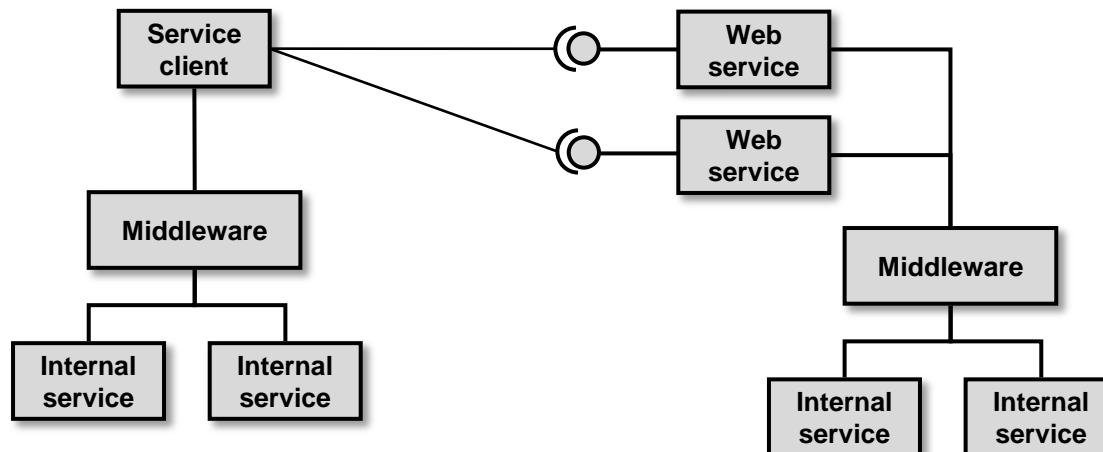 Service
client
Web
service
Web
service
Middleware
Middleware
Internal
service
Internal
service
Internal
service
Internal
service